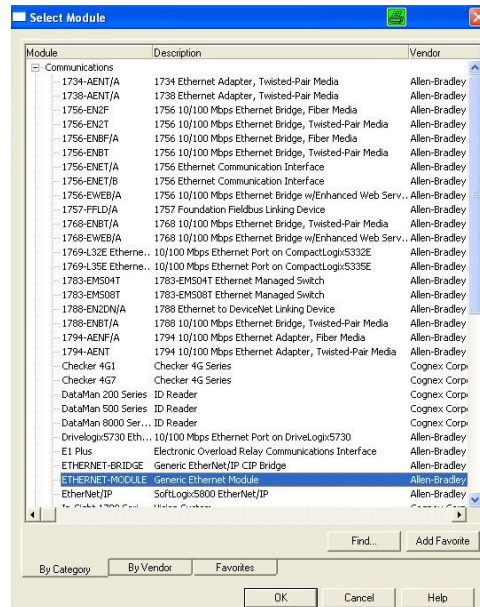 Select Module
Module Description Vendor
Communications
1734-AENT/A 1734 Ethernet Adapter, Twisted-Pair Media Allen-Bradley
1738-AENT/A 1738 Ethernet Adapter, Twisted-Pair Media Allen-Bradley
1756-EN2F 1756 10/100 Mbps Ethernet Bridge, Fiber Media Allen-Bradley
1756-EN2T 1756 10/100 Mbps Ethernet Bridge, Twisted-Pair Media Allen-Bradley
1756-ENBF/A 1756 10/100 Mbps Ethernet Bridge, Fiber Media Allen-Bradley
1756-ENBT 1756 10/100 Mbps Ethernet Bridge, Twisted-Pair Media Allen-Bradley
1756-ENET/A 1756 Ethernet Communication Interface Allen-Bradley
1756-ENET/B 1756 Ethernet Communication Interface Allen-Bradley
1756-EWEB/A 1756 10/100 Mbps Ethernet Bridge w/Enhanced Web Serv... Allen-Bradley
1757-FFLD/A 1757 Foundation Fieldbus Linking Device Allen-Bradley
1768-ENBT/A 1768 10/100 Mbps Ethernet Bridge, Twisted-Pair Media Allen-Bradley
1768-EWEB/A 1768 10/100 Mbps Ethernet Bridge w/Enhanced Web Serv... Allen-Bradley
1769-L32E Etherne... 10/100 Mbps Ethernet Port on CompactLogix5332E Allen-Bradley
1769-L35E Etherne... 10/100 Mbps Ethernet Port on CompactLogix5335E Allen-Bradley
1783-EMS04T 1783-EMS04T Ethernet Managed Switch Allen-Bradley
1783-EMS08T 1783-EMS08T Ethernet Managed Switch Allen-Bradley
1788-EN2DN/A 1788 Ethernet to DeviceNet Linking Device Allen-Bradley
1788-ENBT/A 1788 10/100 Mbps Ethernet Bridge, Twisted-Pair Media Allen-Bradley
1794-AENF/A 1794 10/100 Mbps Ethernet Adapter, Fiber Media Allen-Bradley
1794-AENT 1794 10/100 Mbps Ethernet Adapter, Twisted-Pair Media Allen-Bradley
Checker 4G1 Checker 4G Series Cognex Corp
Checker 4G7 Checker 4G Series Cognex Corp
DataMan 200 Series ID Reader Cognex Corp
DataMan 500 Series ID Reader Cognex Corp
DataMan 8000 Ser... ID Reader Cognex Corp
Drivelogix5730 Eth... 10/100 Mbps Ethernet Port on DriveLogix5730 Allen-Bradley
E1 Plus Electronic Overload Relay Communications Interface Allen-Bradley
ETHERNET-BRIDGE Generic EtherNet/IP CIP Bridge Allen-Bradley
ETHERNET-MODULE Generic Ethernet Module Allen-Bradley
EtherNet/IP SoftLogix5800 EtherNet/IP Allen-Bradley
Find... Add Favorite
By Category By Vendor Favorites
OK Cancel Help